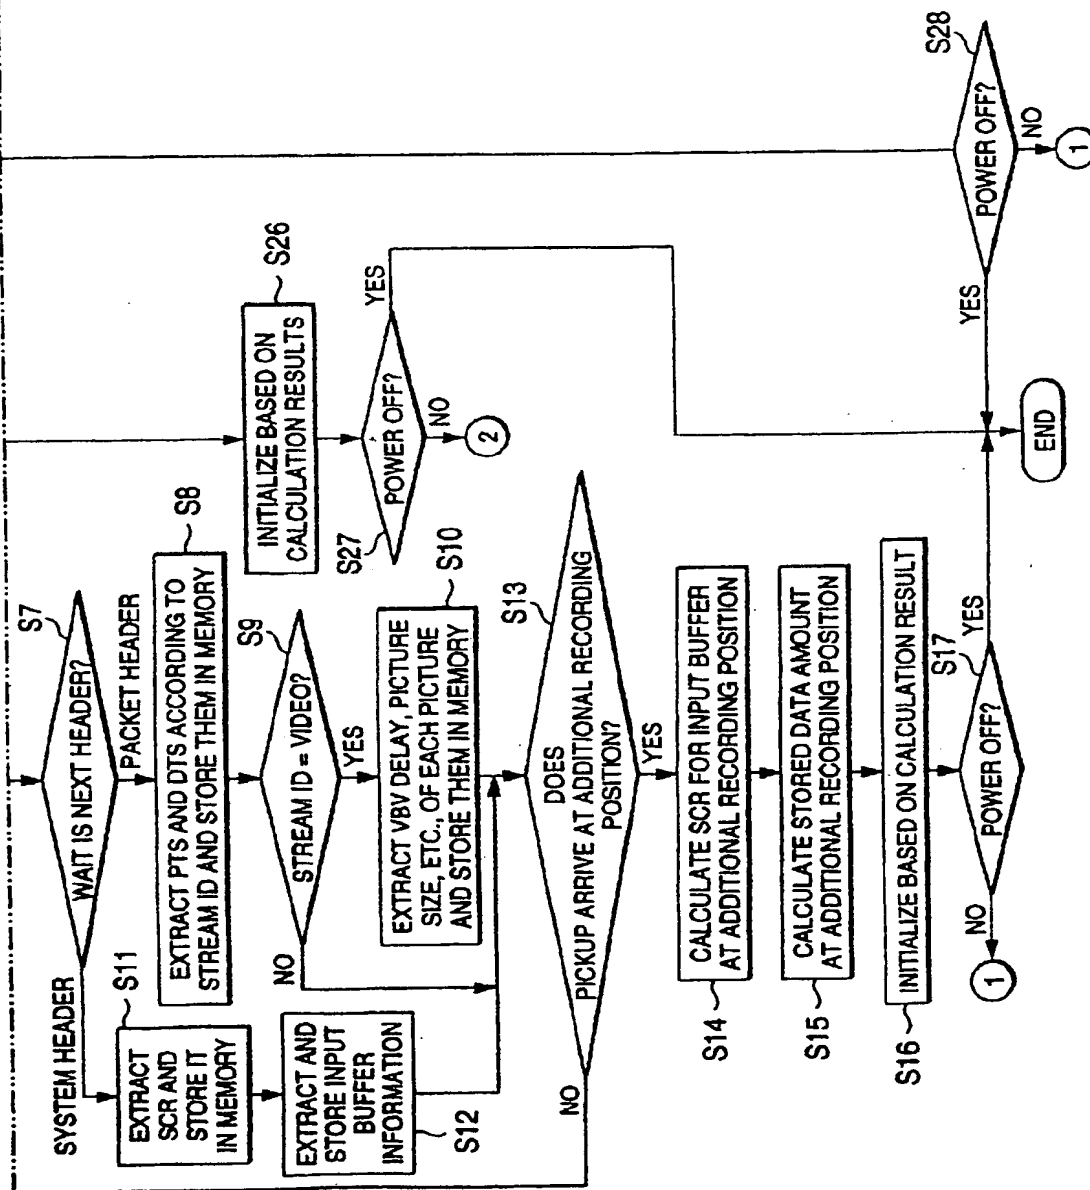 S7
WAIT IS NEXT HEADER?
SYSTEM HEADER
PACKET HEADER
S11
EXTRACT
SCR AND
STORE IT
IN MEMORY
S8
EXTRACT PTS AND DTS ACCORDING TO
STREAM ID AND STORE THEM IN MEMORY
S9
STREAM ID = VIDEO?
NO
YES
EXTRACT AND
STORE INPUT
BUFFER
INFORMATION
S12
S10
EXTRACT VBV DELAY, PICTURE
SIZE, ETC., OF EACH PICTURE
AND STORE THEM IN MEMORY
S13
DOES
PICKUP ARRIVE AT ADDITIONAL RECORDING
POSITION?
NO
YES
S14
CALCULATE SCR FOR INPUT BUFFER
AT ADDITIONAL RECORDING POSITION
S15
CALCULATE STORED DATA AMOUNT
AT ADDITIONAL RECORDING POSITION
S16
INITIALIZE BASED ON CALCULATION RESULT
S17
POWER OFF?
NO
1
YES
S26
INITIALIZE BASED ON
CALCULATION RESULTS
S27
POWER OFF?
YES
NO
2
S28
POWER OFF?
YES
NO
1
END